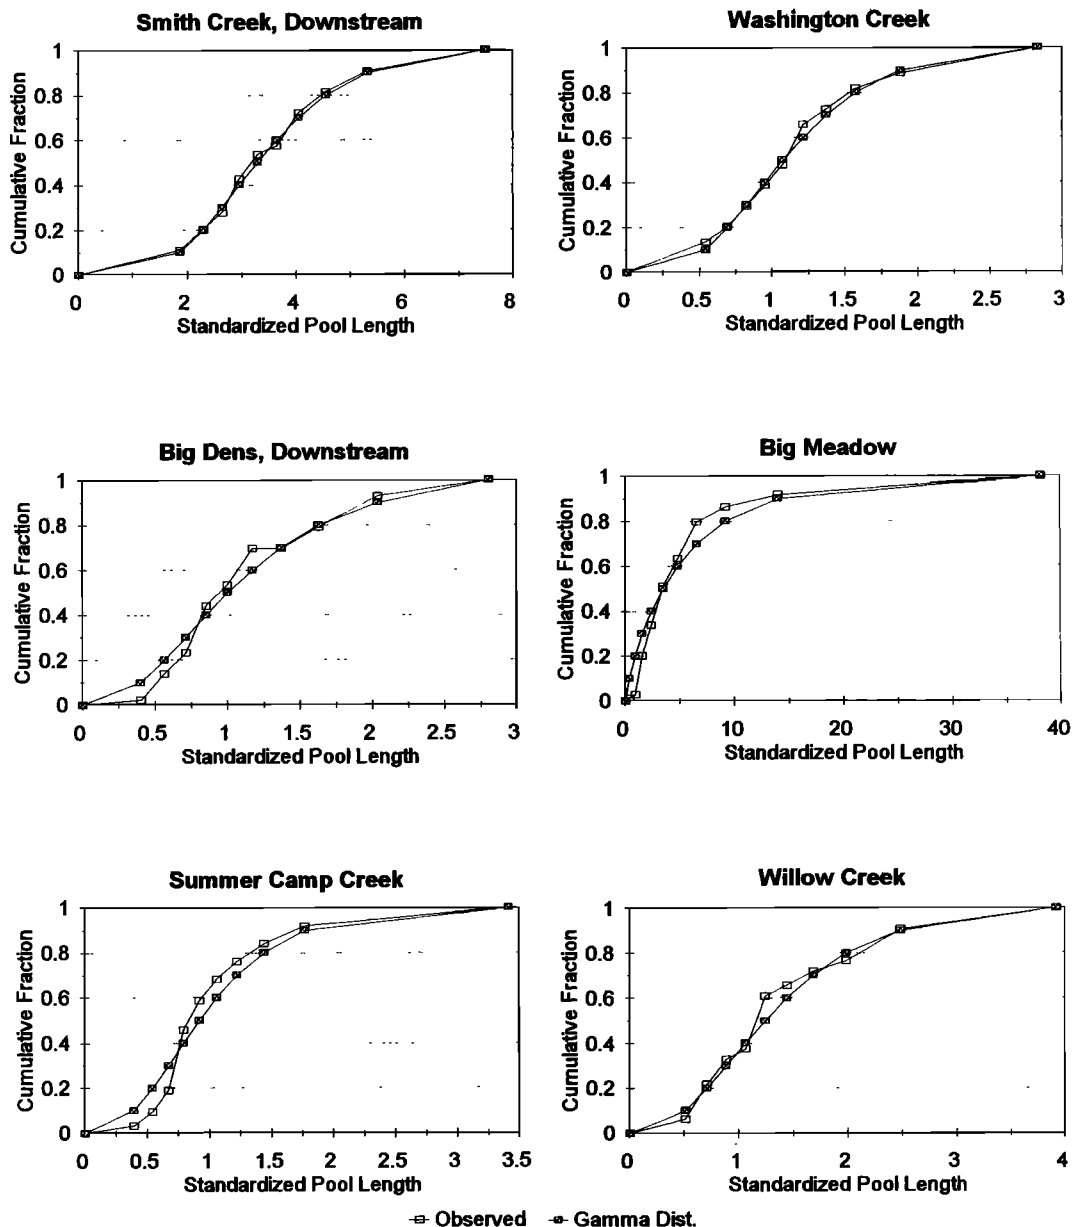 Smith Creek, Downstream
Cumulative Fraction
1
0.8
0.6
0.4
0.2
0
0 2 4 6 8
Standardized Pool Length
Washington Creek
Cumulative Fraction
1
0.8
0.6
0.4
0.2
0
0 0.5 1 1.5 2 2.5 3
Standardized Pool Length
Big Dens, Downstream
Cumulative Fraction
1
0.8
0.6
0.4
0.2
0
0 0.5 1 1.5 2 2.5 3
Standardized Pool Length
Big Meadow
Cumulative Fraction
1
0.8
0.6
0.4
0.2
0
0 10 20 30 40
Standardized Pool Length
Summer Camp Creek
Cumulative Fraction
1
0.8
0.6
0.4
0.2
0
0 0.5 1 1.5 2 2.5 3 3.5
Standardized Pool Length
Willow Creek
Cumulative Fraction
1
0.8
0.6
0.4
0.2
0
0 1 2 3 4
Standardized Pool Length
Observed Gamma Dist.